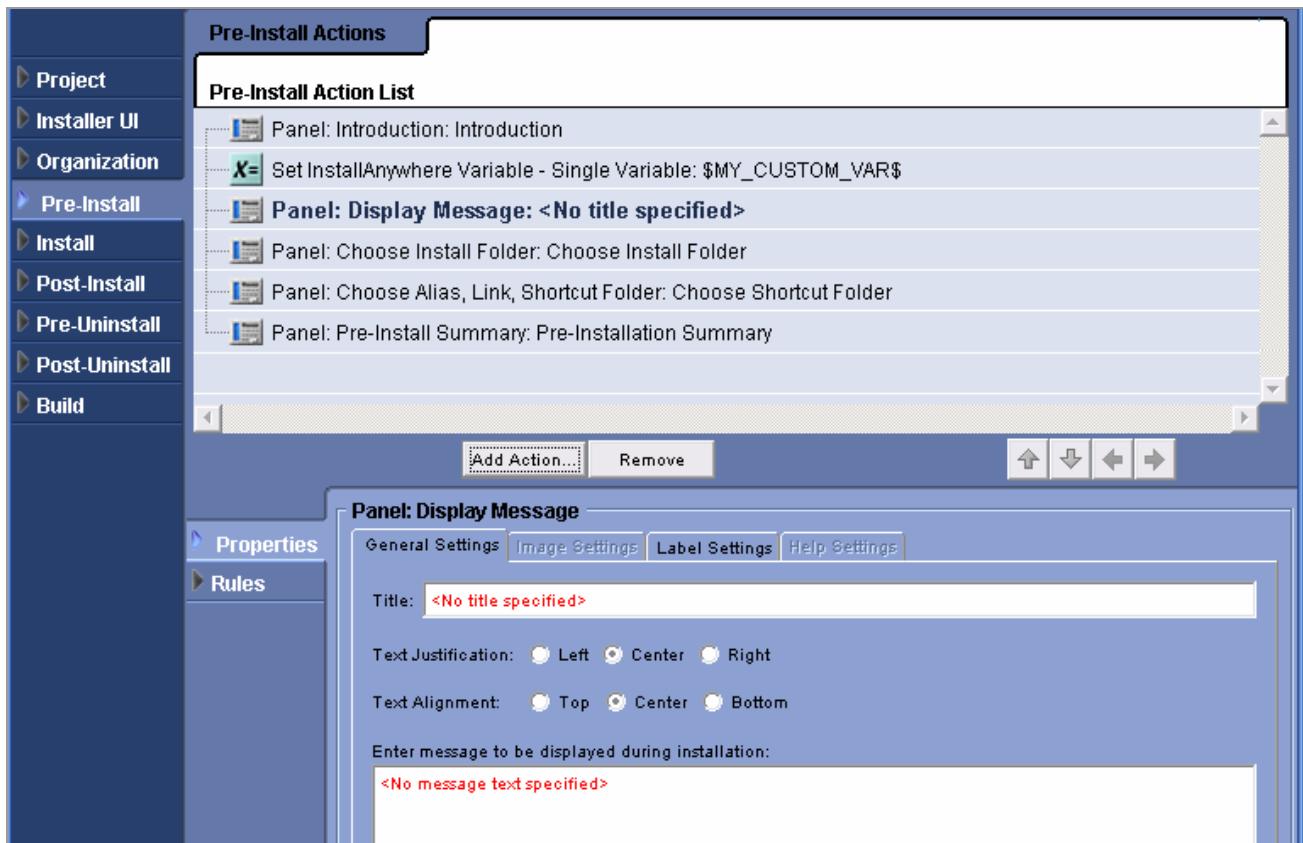 Pre-Install Actions
Project
Installer UI
Organization
Pre-Install
Install
Post-Install
Pre-Uninstall
Post-Uninstall
Build
Pre-Install Action List
Panel: Introduction: Introduction
X= Set InstallAnywhere Variable - Single Variable: $MY_CUSTOM_VAR$
Panel: Display Message: <No title specified>
Panel: Choose Install Folder: Choose Install Folder
Panel: Choose Alias, Link, Shortcut Folder: Choose Shortcut Folder
Panel: Pre-Install Summary: Pre-Installation Summary
Add Action... Remove
Properties
Rules
Panel: Display Message
General Settings Image Settings Label Settings Help Settings
Title: <No title specified>
Text Justification: Left Center Right
Text Alignment: Top Center Bottom
Enter message to be displayed during installation:
<No message text specified>